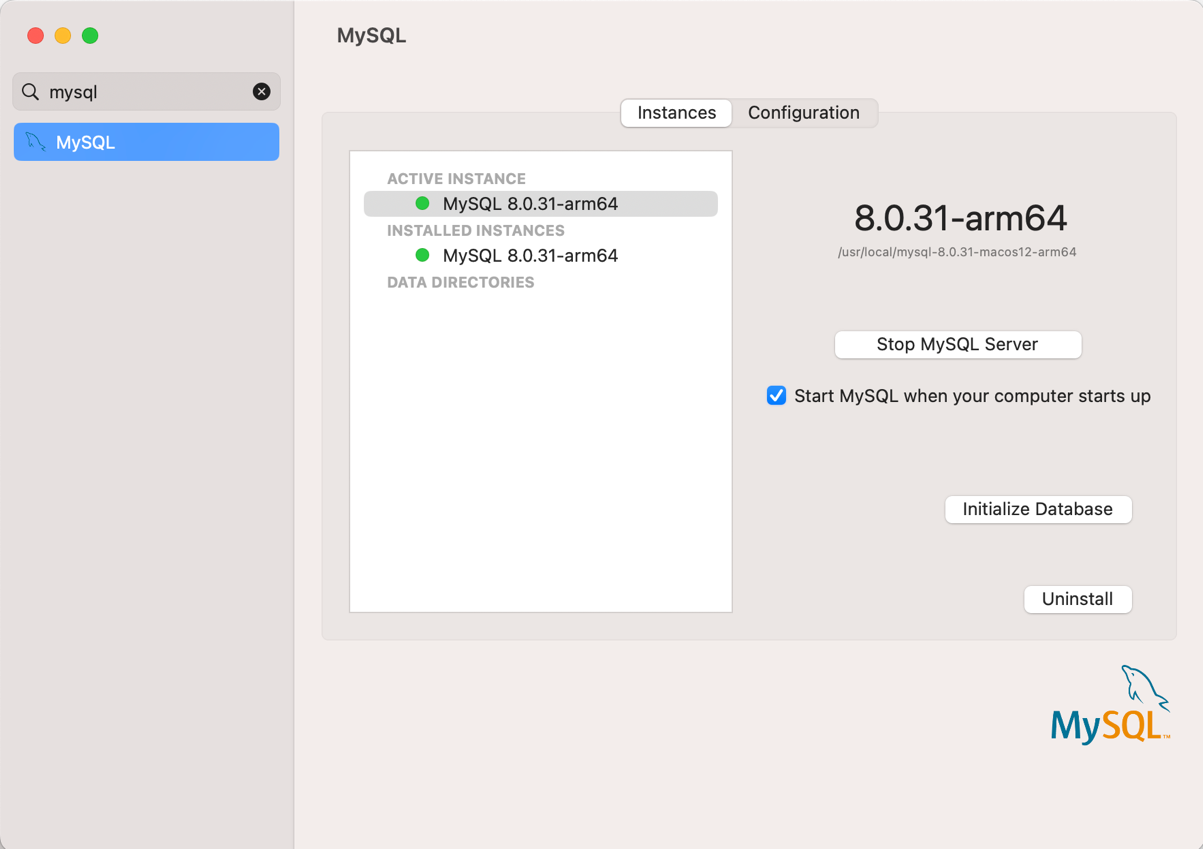 MySQL
mysql
MySQL
Instances
Configuration
ACTIVE INSTANCE
MySQL 8.0.31-arm64
INSTALLED INSTANCES
MySQL 8.0.31-arm64
DATA DIRECTORIES
8.0.31-arm64
/usr/local/mysql-8.0.31-macos12-arm64
Stop MySQL Server
Start MySQL when your computer starts up
Initialize Database
Uninstall
MySQL™